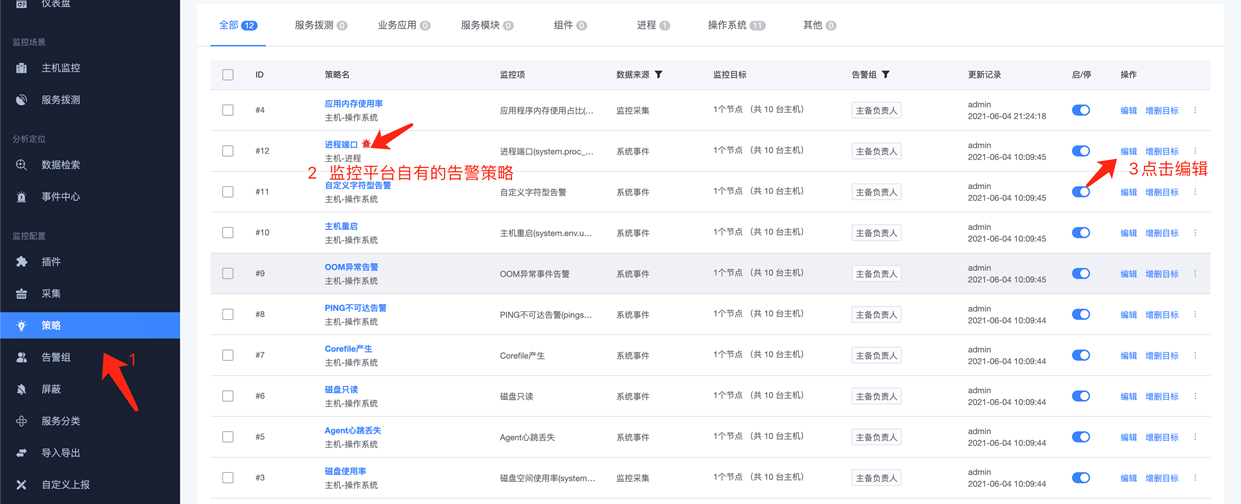 仪表盘
监控场景
主机监控
服务拨测
分析定位
数据检索
事件中心
监控配置
插件
采集
策略
告警组
屏蔽
服务分类
导入导出
自定义上报
1
全部 12 服务拨测 0 业务应用 0 服务模块 0 组件 0 进程 1 操作系统 11 其他 0
ID 策略名 监控项 数据来源 监控目标 告警组 更新记录 启/停 操作
#4 应用内存使用率 应用程序内存使用占比(... 监控采集 1个节点 (共 10 台主机) 主备负责人 admin 编辑 增删目标
主机-操作系统 2021-06-04 21:24:18
#12 进程端口 进程端口(system.proc_... 系统事件 1个节点 (共 10 台主机) 主备负责人 admin 编辑 增删目标
主机-进程 2021-06-04 10:09:45
2 监控平台自有的告警策略
3点击编辑
#11 自定义字符型告警 自定义字符型告警 系统事件 1个节点 (共 10 台主机) 主备负责人 admin 编辑 增删目标
主机-操作系统 2021-06-04 10:09:45
#10 主机重启 主机重启(system.env.u... 系统事件 1个节点 (共 10 台主机) 主备负责人 admin 编辑 增删目标
主机-操作系统 2021-06-04 10:09:45
#9 OOM异常告警 OOM异常事件告警 系统事件 1个节点 (共 10 台主机) 主备负责人 admin 编辑 增删目标
主机-操作系统 2021-06-04 10:09:45
#8 PING不可达告警 PING不可达告警(pings... 系统事件 1个节点 (共 10 台主机) 主备负责人 admin 编辑 增删目标
主机-操作系统 2021-06-04 10:09:44
#7 Corefile产生 Corefile产生 系统事件 1个节点 (共 10 台主机) 主备负责人 admin 编辑 增删目标
主机-操作系统 2021-06-04 10:09:44
#6 磁盘只读 磁盘只读 系统事件 1个节点 (共 10 台主机) 主备负责人 admin 编辑 增删目标
主机-操作系统 2021-06-04 10:09:44
#5 Agent心跳丢失 Agent心跳丢失 系统事件 1个节点 (共 10 台主机) 主备负责人 admin 编辑 增删目标
主机-操作系统 2021-06-04 10:09:44
#3 磁盘使用率 磁盘空间使用率(system... 监控采集 1个节点 (共 10 台主机) 主备负责人 admin 编辑 增删目标
主机-操作系统 2021-06-04 10:09:44